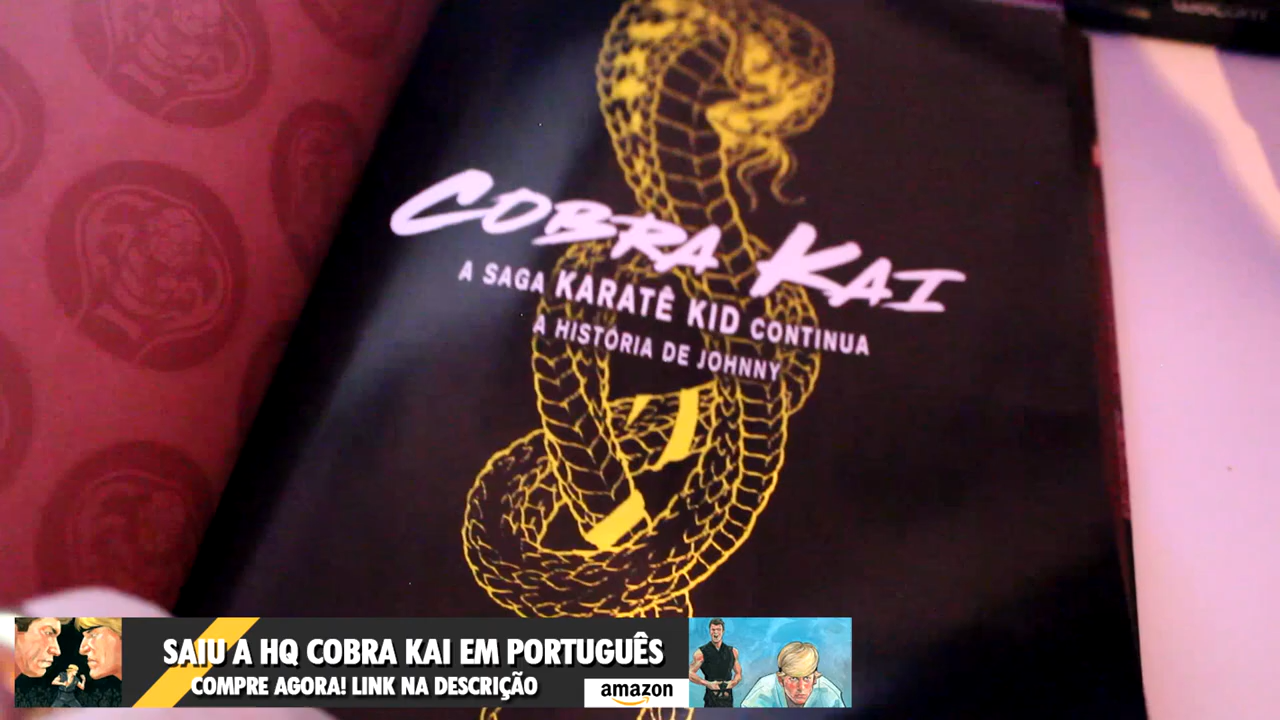 COBRA KAI
A SAGA KARATÊ KID CONTINUA
A HISTÓRIA DE JOHNNY
SAIU A HQ COBRA KAI EM PORTUGUÊS
COMPRE AGORA! LINK NA DESCRIÇÃO
amazon